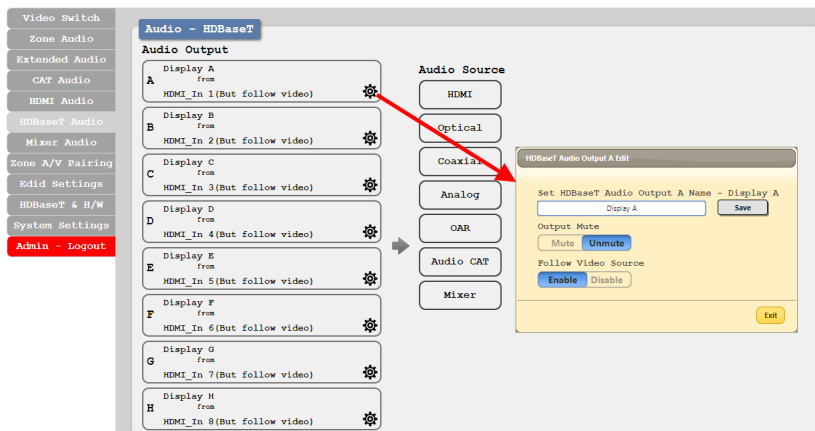 Video Switch
Zone Audio
Extended Audio
CAT Audio
HDMI Audio
HDBaseT Audio
Mixer Audio
Zone A/V Pairing
Edid Settings
HDBaseT & H/W
System Settings
Admin - Logout
Audio - HDBaseT
Audio Output
A
Display A
from
HDMI_In 1(But follow video)
B
Display B
from
HDMI_In 2(But follow video)
C
Display C
from
HDMI_In 3(But follow video)
D
Display D
from
HDMI_In 4(But follow video)
E
Display E
from
HDMI_In 5(But follow video)
F
Display F
from
HDMI_In 6(But follow video)
G
Display G
from
HDMI_In 7(But follow video)
H
Display H
from
HDMI_In 8(But follow video)
Audio Source
HDMI
Optical
Coaxial
Analog
OAR
Audio CAT
Mixer
HDBaseT Audio Output A Edit
Set HDBaseT Audio Output A Name - Display A
Display A Save
Output Mute
Mute Unmute
Follow Video Source
Enable Disable
Exit